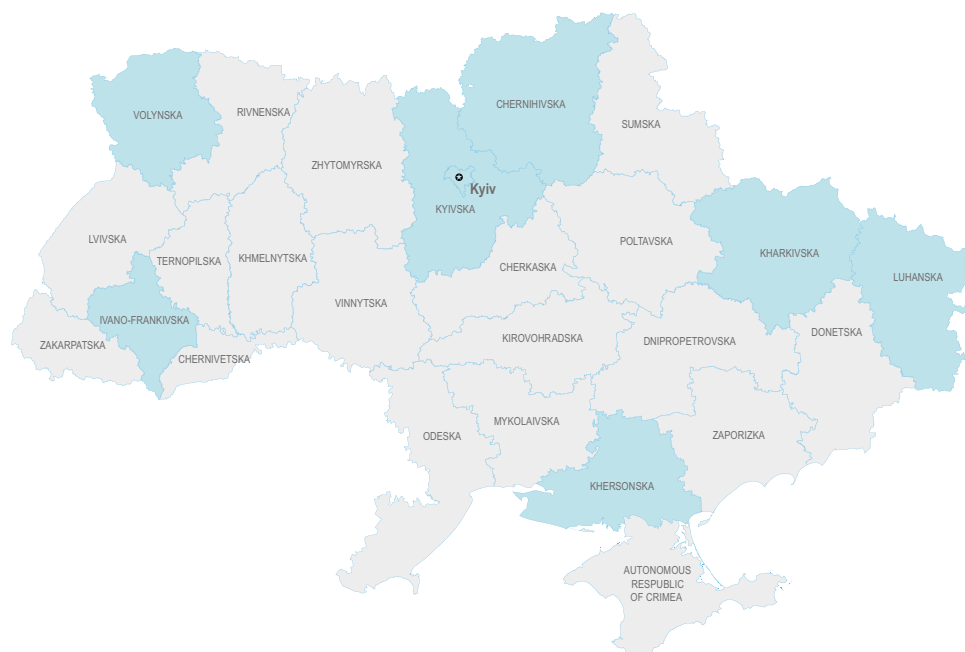 CHERNIHIVSKA
VOLYNSKA
RIVNENSKA
SUMSKA
ZHYTOMYRSKA
Kyiv
KYIVSKA
LVIVSKA
POLTAVSKA
KHARKIVSKA
TERNOPILSKA
KHMELNYTSKA
CHERKASKA
LUHANSKA
VINNYTSKA
IVANO-FRANKIVSKA
DONETSKA
KIROVOHRADSKA
DNIPROPETROVSKA
ZAKARPATSKA
CHERNIVETSKA
MYKOLAIVSKA
ODESKA
ZAPORIZKA
KHERSONSKA
AUTONOMOUS
RESPUBLIC
OF CRIMEA